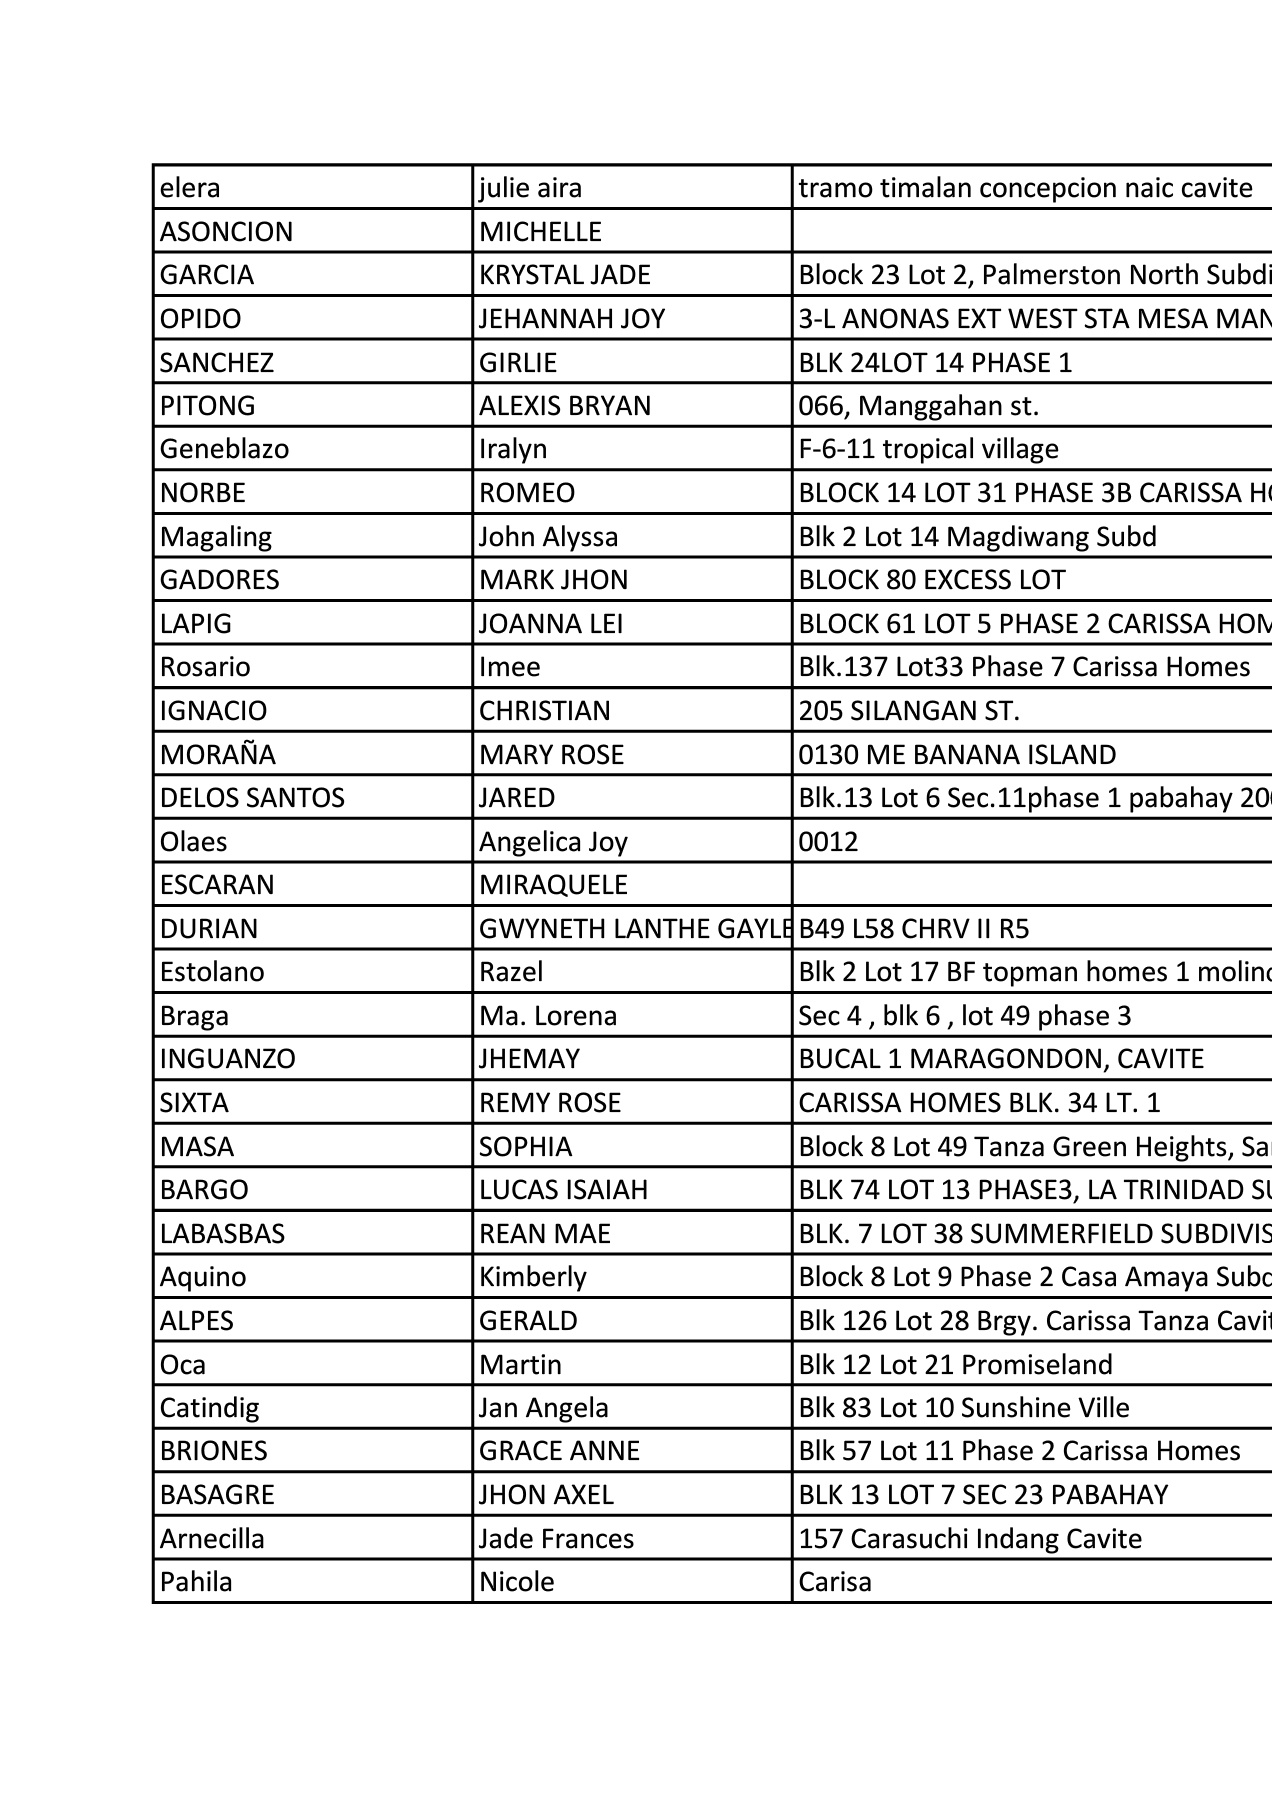 elera julie aira tramo timalan concepcion naic cavite
ASONCION MICHELLE
GARCIA KRYSTAL JADE Block 23 Lot 2, Palmerston North Subdi
OPIDO JEHANNAH JOY 3-L ANONAS EXT WEST STA MESA MAN
SANCHEZ GIRLIE BLK 24LOT 14 PHASE 1
PITONG ALEXIS BRYAN 066, Manggahan st.
Geneblazo Iralyn F-6-11 tropical village
NORBE ROMEO BLOCK 14 LOT 31 PHASE 3B CARISSA HO
Magaling John Alyssa Blk 2 Lot 14 Magdiwang Subd
GADORES MARK JHON BLOCK 80 EXCESS LOT
LAPIG JOANNA LEI BLOCK 61 LOT 5 PHASE 2 CARISSA HOM
Rosario Imee Blk.137 Lot33 Phase 7 Carissa Homes
IGNACIO CHRISTIAN 205 SILANGAN ST.
MORAÑA MARY ROSE 0130 ME BANANA ISLAND
DELOS SANTOS JARED Blk.13 Lot 6 Sec.11phase 1 pabahay 200
Olaes Angelica Joy 0012
ESCARAN MIRAQUELE
DURIAN GWYNETH LANTHE GAYLE B49 L58 CHRV II R5
Estolano Razel Blk 2 Lot 17 BF topman homes 1 molino
Braga Ma. Lorena Sec 4 , blk 6 , lot 49 phase 3
INGUANZO JHEMAY BUCAL 1 MARAGONDON, CAVITE
SIXTA REMY ROSE CARISSA HOMES BLK. 34 LT. 1
MASA SOPHIA Block 8 Lot 49 Tanza Green Heights, Sa
BARGO LUCAS ISAIAH BLK 74 LOT 13 PHASE3, LA TRINIDAD SU
LABASBAS REAN MAE BLK. 7 LOT 38 SUMMERFIELD SUBDIVIS
Aquino Kimberly Block 8 Lot 9 Phase 2 Casa Amaya Subd
ALPES GERALD Blk 126 Lot 28 Brgy. Carissa Tanza Cavit
Oca Martin Blk 12 Lot 21 Promiseland
Catindig Jan Angela Blk 83 Lot 10 Sunshine Ville
BRIONES GRACE ANNE Blk 57 Lot 11 Phase 2 Carissa Homes
BASAGRE JHON AXEL BLK 13 LOT 7 SEC 23 PABAHAY
Arnecilla Jade Frances 157 Carasuchi Indang Cavite
Pahila Nicole Carisa